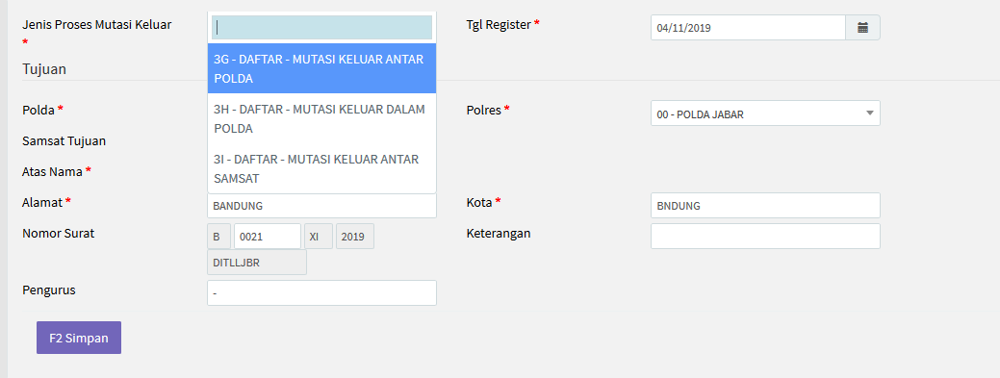 Jenis Proses Mutasi Keluar
*
Tgl Register *
04/11/2019
3G - DAFTAR - MUTASI KELUAR ANTAR
POLDA
3H - DAFTAR - MUTASI KELUAR DALAM
POLDA
3I - DAFTAR - MUTASI KELUAR ANTAR
SAMSAT
Tujuan
Polda *
Polres *
00 - POLDA JABAR
Samsat Tujuan
Atas Nama *
Alamat *
BANDUNG
Kota *
BNDUNG
Nomor Surat
B 0021 XI 2019
DITLLJBR
Keterangan
Pengurus
-
F2 Simpan